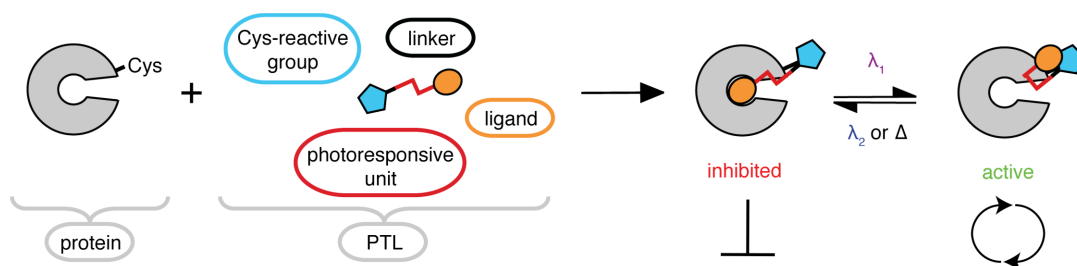 Cys
+
Cys-reactive
group
linker
ligand
photoresponsive
unit
protein
PTL
λ1
λ2 or Δ
inhibited
active